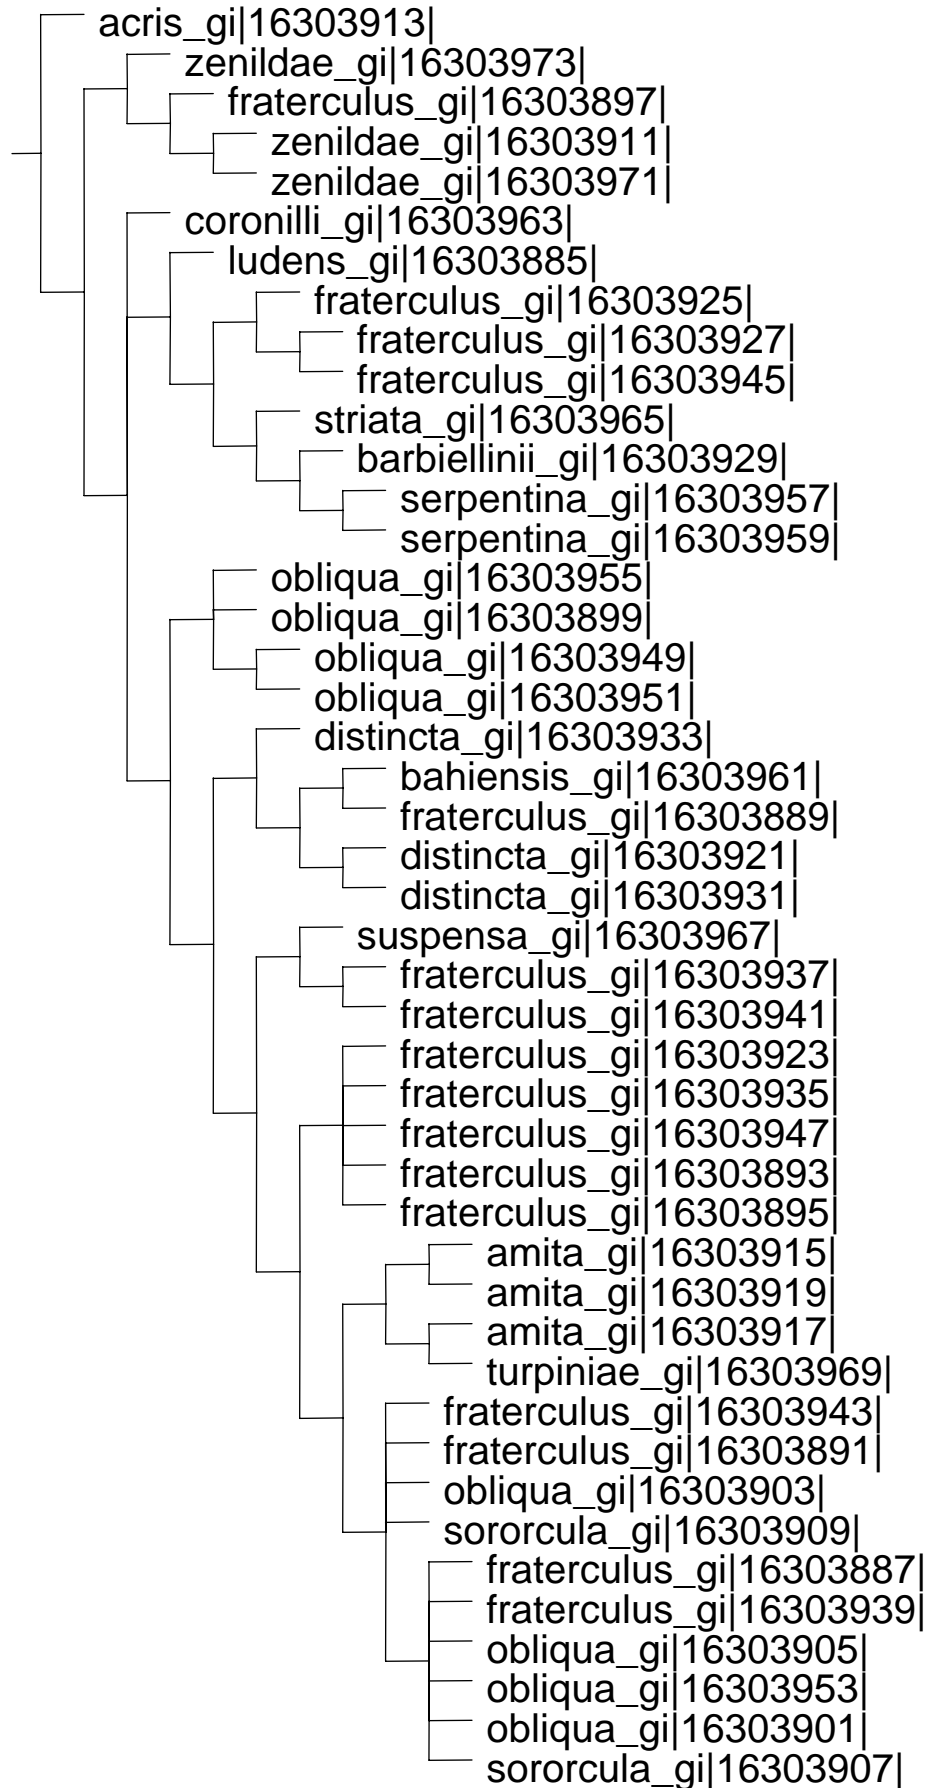 acris_gi|16303913|
zenildae_gi|16303973|
fraterculus_gi|16303897|
zenildae_gi|16303911|
zenildae_gi|16303971|
coronilli_gi|16303963|
ludens_gi|16303885|
fraterculus_gi|16303925|
fraterculus_gi|16303927|
fraterculus_gi|16303945|
striata_gi|16303965|
barbiellinii_gi|16303929|
serpentina_gi|16303957|
serpentina_gi|16303959|
obliqua_gi|16303955|
obliqua_gi|16303899|
obliqua_gi|16303949|
obliqua_gi|16303951|
distincta_gi|16303933|
bahiensis_gi|16303961|
fraterculus_gi|16303889|
distincta_gi|16303921|
distincta_gi|16303931|
suspensa_gi|16303967|
fraterculus_gi|16303937|
fraterculus_gi|16303941|
fraterculus_gi|16303923|
fraterculus_gi|16303935|
fraterculus_gi|16303947|
fraterculus_gi|16303893|
fraterculus_gi|16303895|
amita_gi|16303915|
amita_gi|16303919|
amita_gi|16303917|
turpiniae_gi|16303969|
fraterculus_gi|16303943|
fraterculus_gi|16303891|
obliqua_gi|16303903|
sororcula_gi|16303909|
fraterculus_gi|16303887|
fraterculus_gi|16303939|
obliqua_gi|16303905|
obliqua_gi|16303953|
obliqua_gi|16303901|
sororcula_gi|16303907|